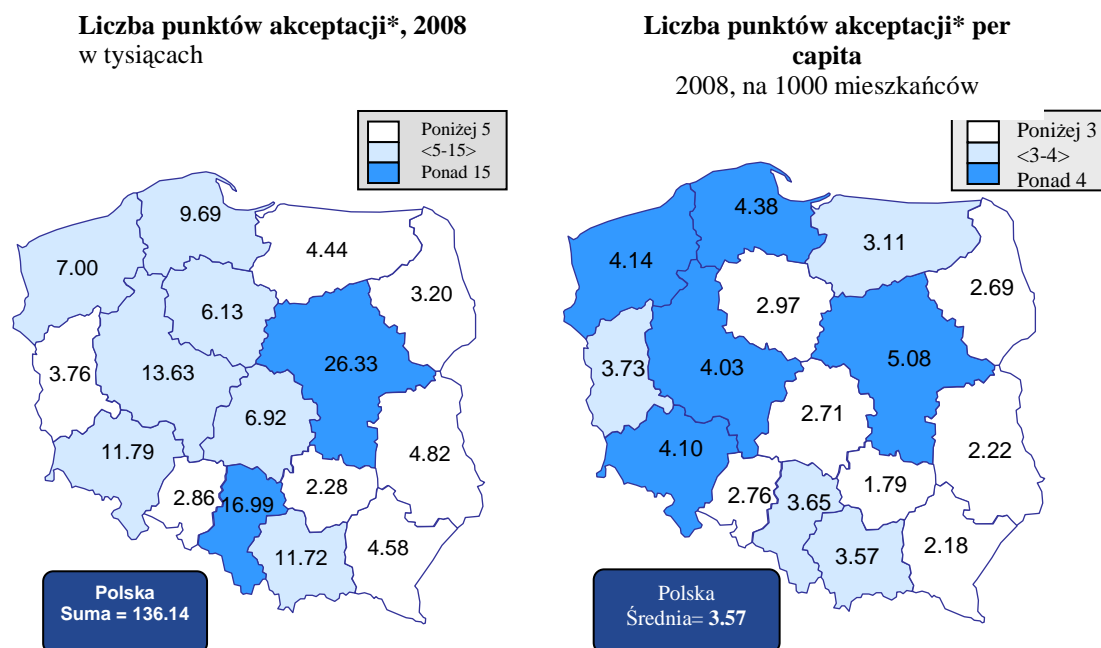 Liczba punktów akceptacji*, 2008
w tysiącach
Poniżej 5
<5-15>
Ponad 15
9.69
4.44
7.00
3.20
6.13
26.33
3.76
13.63
6.92
11.79
4.82
2.86
16.99
2.28
11.72
4.58
Polska
Suma = 136.14
Liczba punktów akceptacji* per
capita
2008, na 1000 mieszkańców
Poniżej 3
<3-4>
Ponad 4
4.38
3.11
4.14
2.69
2.97
5.08
3.73
4.03
2.71
4.10
2.22
2.76
3.65
1.79
3.57
2.18
Polska
Średnia= 3.57